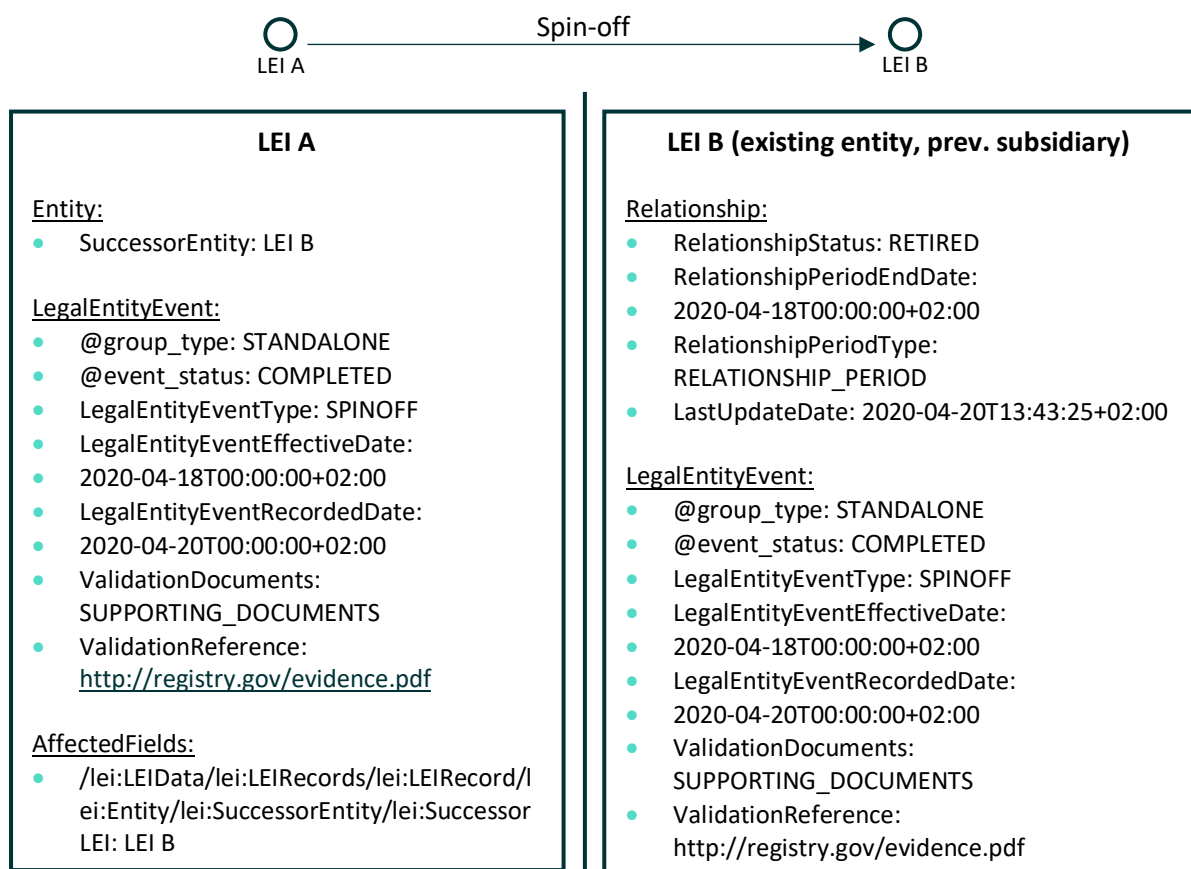 Spin-off
LEI A
LEI B
LEI A
Entity:
SuccessorEntity: LEI B
LegalEntityEvent:
@group_type: STANDALONE
@event_status: COMPLETED
LegalEntityEventType: SPINOFF
LegalEntityEventEffectiveDate:
2020-04-18T00:00:00+02:00
LegalEntityEventRecordedDate:
2020-04-20T00:00:00+02:00
ValidationDocuments:
SUPPORTING_DOCUMENTS
ValidationReference:
http://registry.gov/evidence.pdf
AffectedFields:
/lei:LEIData/lei:LEIRecords/lei:LEIRecord/l
ei:Entity/lei:SuccessorEntity/lei:Successor
LEI: LEI B
LEI B (existing entity, prev. subsidiary)
Relationship:
RelationshipStatus: RETIRED
RelationshipPeriodEndDate:
2020-04-18T00:00:00+02:00
RelationshipPeriodType:
RELATIONSHIP_PERIOD
LastUpdateDate: 2020-04-20T13:43:25+02:00
LegalEntityEvent:
@group_type: STANDALONE
@event_status: COMPLETED
LegalEntityEventType: SPINOFF
LegalEntityEventEffectiveDate:
2020-04-18T00:00:00+02:00
LegalEntityEventRecordedDate:
2020-04-20T00:00:00+02:00
ValidationDocuments:
SUPPORTING_DOCUMENTS
ValidationReference:
http://registry.gov/evidence.pdf